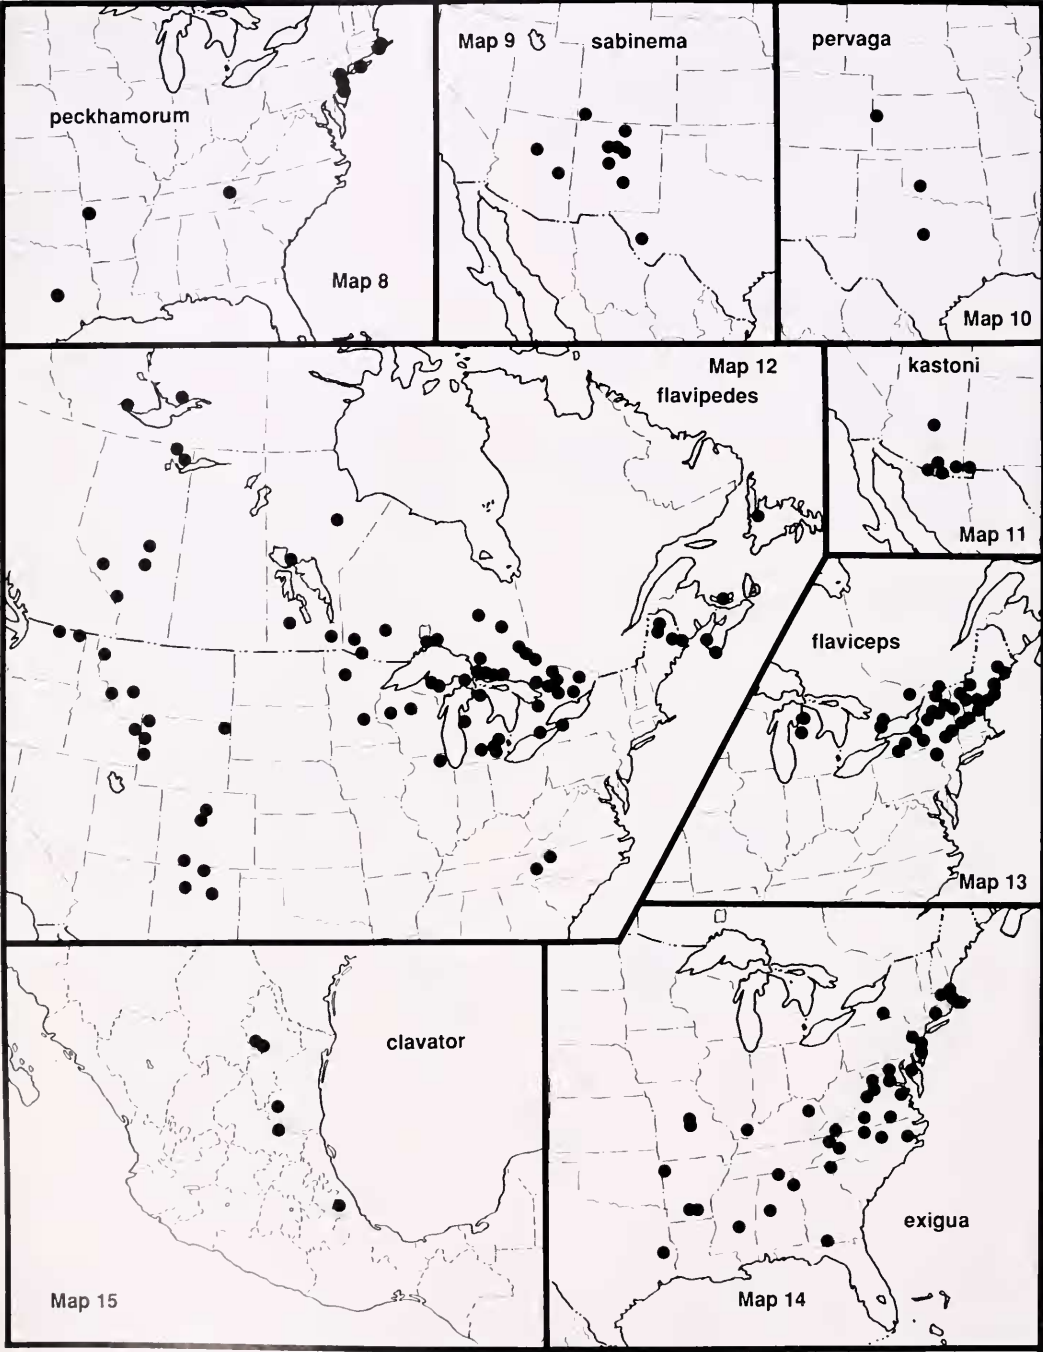 peckhamorum
Map 8
Map 9
sabinema
pervaga
Map 10
Map 12
flavipedes
kastoni
Map 11
flaviceps
Map 13
clavator
Map 15
exigua
Map 14